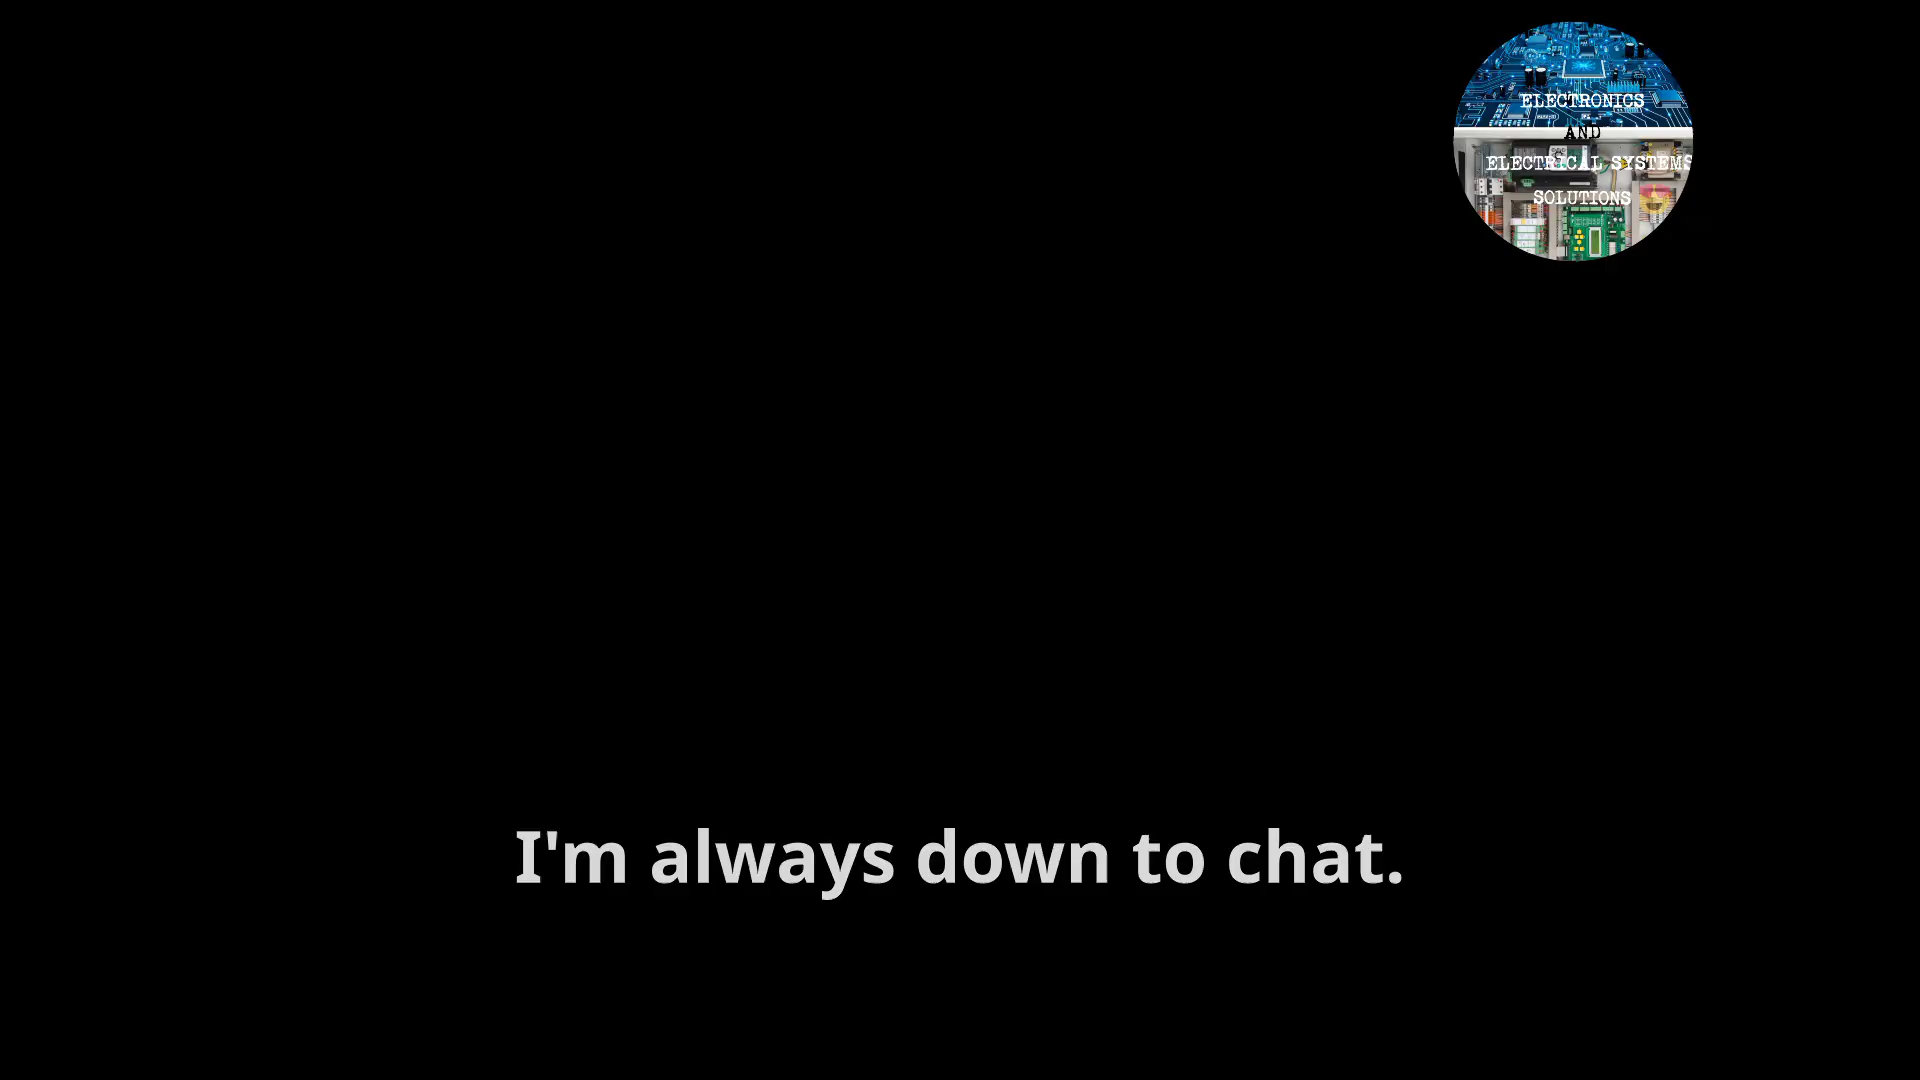 ELECTRONICS
AND
ELECTRICAL SYSTEMS
SOLUTIONS
I'm always down to chat.